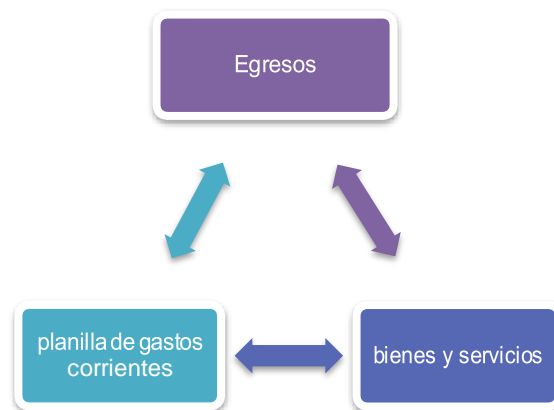 Egresos
planilla de gastos
corrientes
bienes y servicios